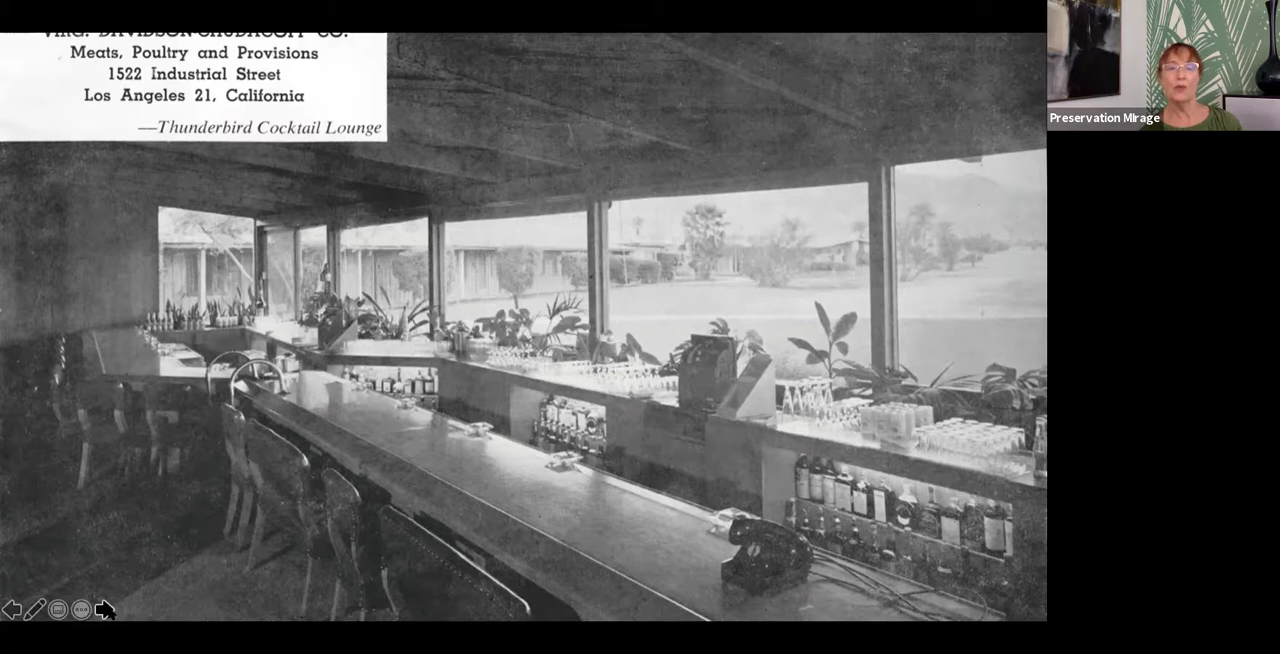 Meats, Poultry and Provisions
1522 Industrial Street
Los Angeles 21, California
—Thunderbird Cocktail Lounge
Preservation Mirage